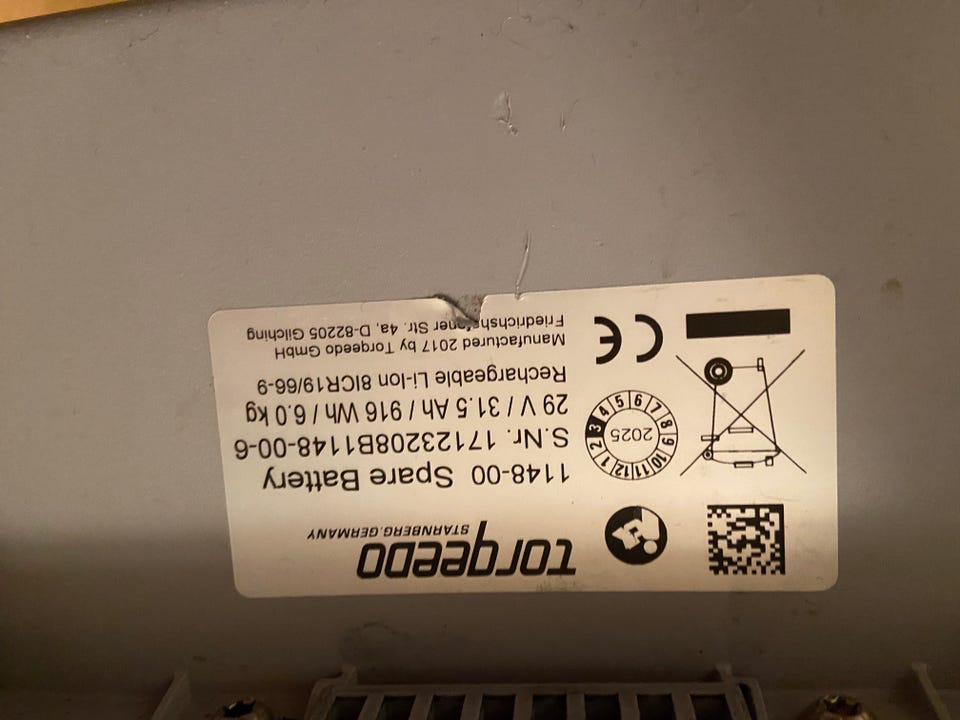 torqeedo
STARNBERG.GERMANY
1148-00 Spare Battery
S.Nr. 17123208B1148-00-6
29 V / 31.5 Ah / 916 Wh / 6.0 kg
Rechargeable Li-Ion 8ICR19/66-9
Manufactured 2017 by Torqeedo GmbH
Friedrichshafener Str. 4a, D-82205 Gilching
2025
1 2 3 4 5 6 7 8 9 10 11 12
CE